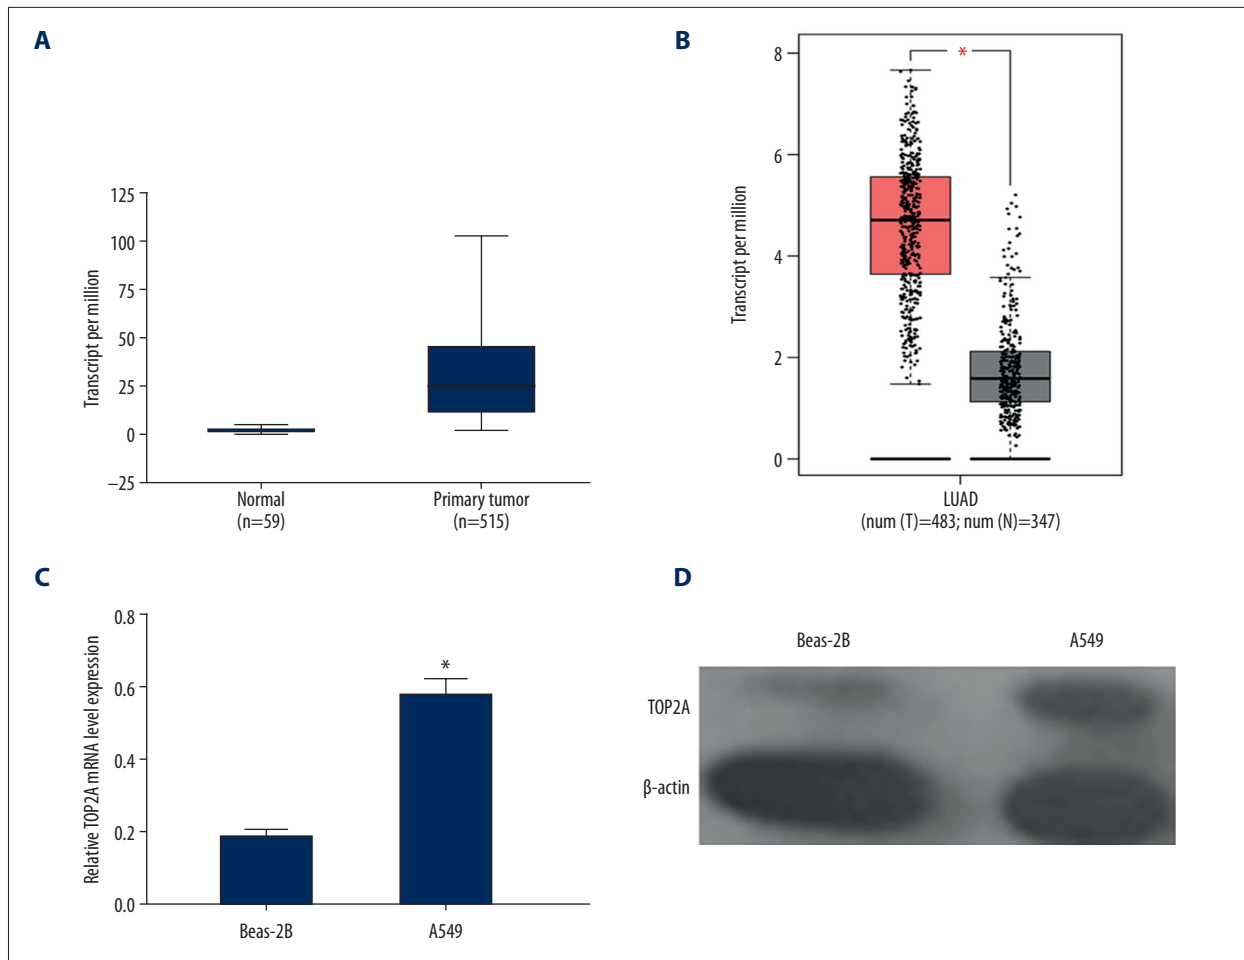 A
Transcript per million
125
100
75
50
25
0
–25
Normal
(n=59)
Primary tumor
(n=515)
B
Transcript per million
8
6
4
2
0
*
LUAD
(num (T)=483; num (N)=347)
C
Relative TOP2A mRNA level expression
0.8
0.6
0.4
0.2
0.0
*
Beas-2B
A549
D
Beas-2B
A549
TOP2A
β-actin